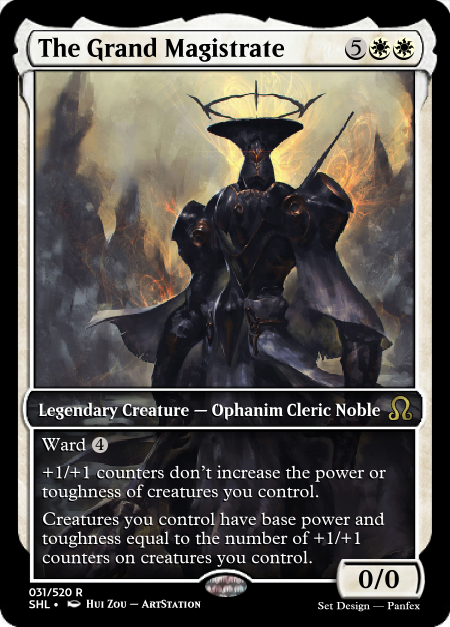 The Grand Magistrate 5
Legendary Creature — Ophanim Cleric Noble
Ward 4
+1/+1 counters don't increase the power or
toughness of creatures you control.
Creatures you control have base power and
toughness equal to the number of +1/+1
counters on creatures you control.
0/0
031/520 R
SHL • Hui Zou — ArtStation
Set Design — Panfex